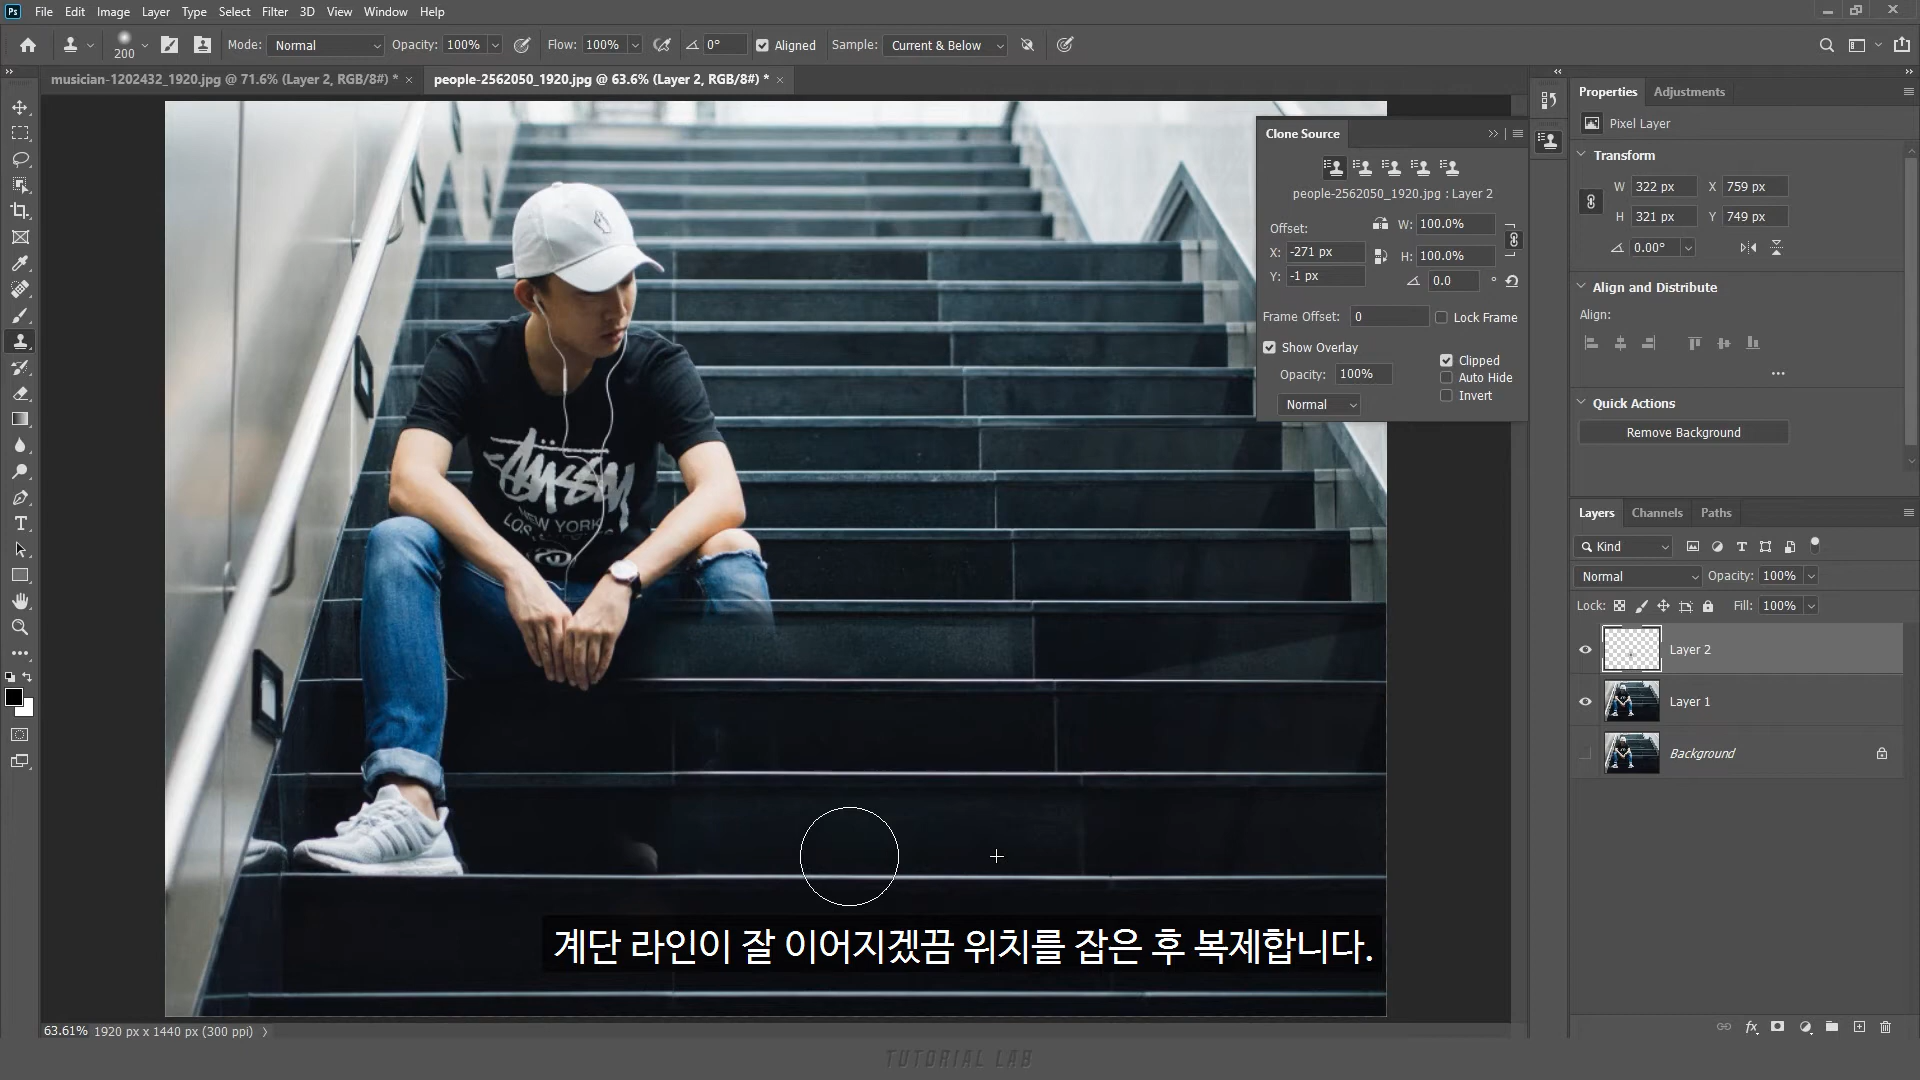 Ps File Edit Image Layer Type Select Filter 3D View Window Help
200 Mode: Normal Opacity: 100% Flow: 100% 0° Aligned Sample: Current & Below
musician-1202432_1920.jpg @ 71.6% (Layer 2, RGB/8#) * × people-2562050_1920.jpg @ 63.6% (Layer 2, RGB/8#) * ×
Clone Source
people-2562050_1920.jpg : Layer 2
Offset: W: 100.0%
X: -271 px H: 100.0%
Y: -1 px 0.0 °
Frame Offset: 0 Lock Frame
Show Overlay Clipped
Opacity: 100% Auto Hide
Normal Invert
Properties Adjustments
Pixel Layer
Transform
W 322 px X 759 px
H 321 px Y 749 px
0.00°
Align and Distribute
Align:
Quick Actions
Remove Background
Layers Channels Paths
Kind
Normal Opacity: 100%
Lock: Fill: 100%
Layer 2
Layer 1
Background
STUSSY
NEW YORK
계단 라인이 잘 이어지겠끔 위치를 잡은 후 복제합니다.
63.61% 1920 px x 1440 px (300 ppi)
TUTORIAL LAB